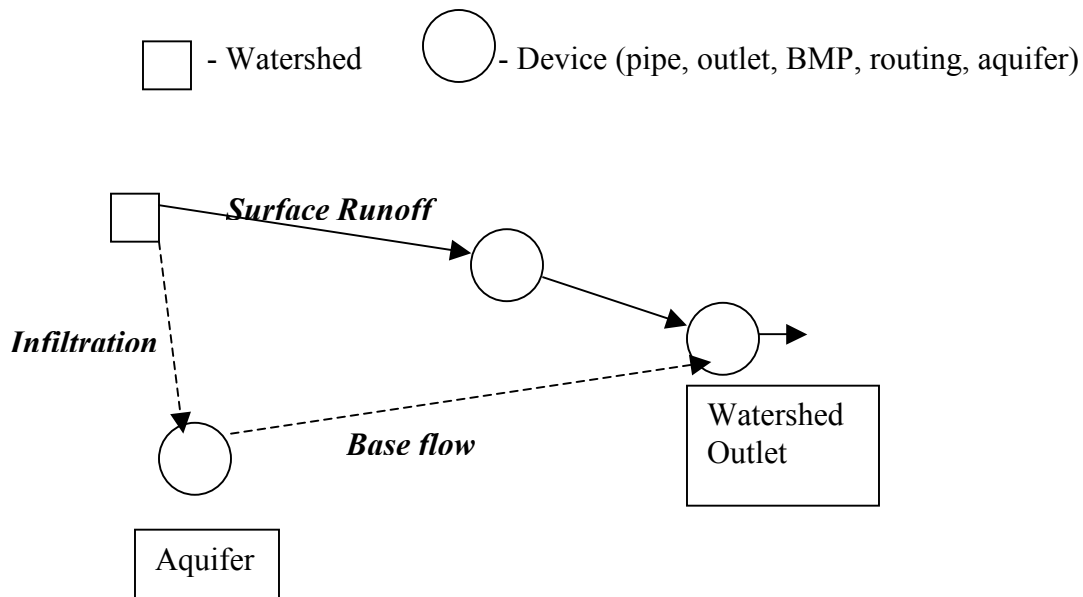 - Watershed
- Device (pipe, outlet, BMP, routing, aquifer)
Surface Runoff
Infiltration
Base flow
Watershed
Outlet
Aquifer